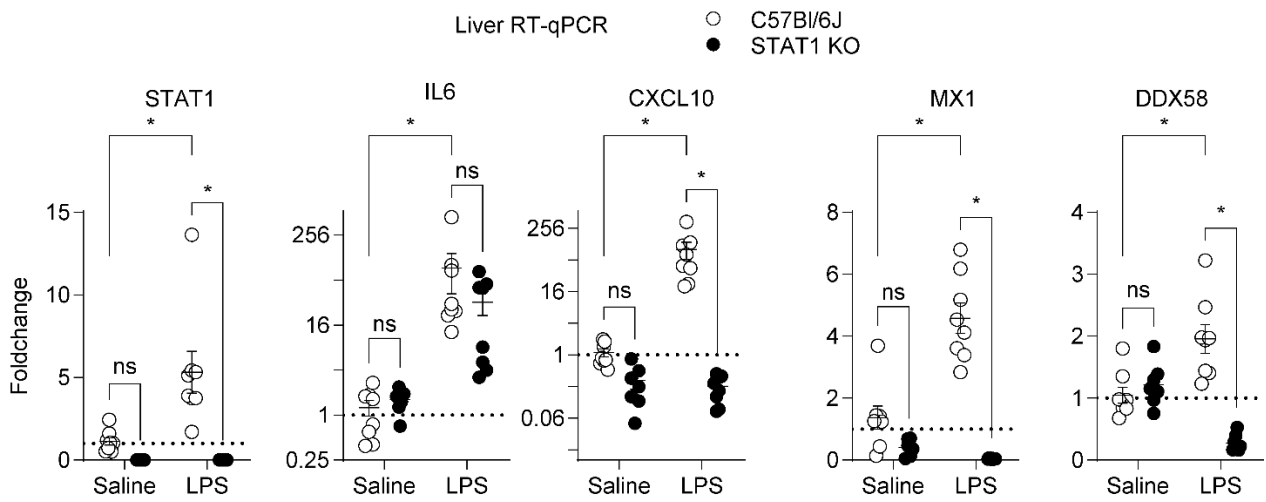 Liver RT-qPCR
C57Bl/6J
STAT1 KO
STAT1
IL6
CXCL10
MX1
DDX58
Foldchange
*
*
ns
15
10
5
0
Saline
LPS
*
ns
ns
256
16
1
0.25
Saline
LPS
*
*
ns
256
16
1
0.06
Saline
LPS
*
*
ns
8
6
4
2
0
Saline
LPS
*
*
ns
4
3
2
1
0
Saline
LPS